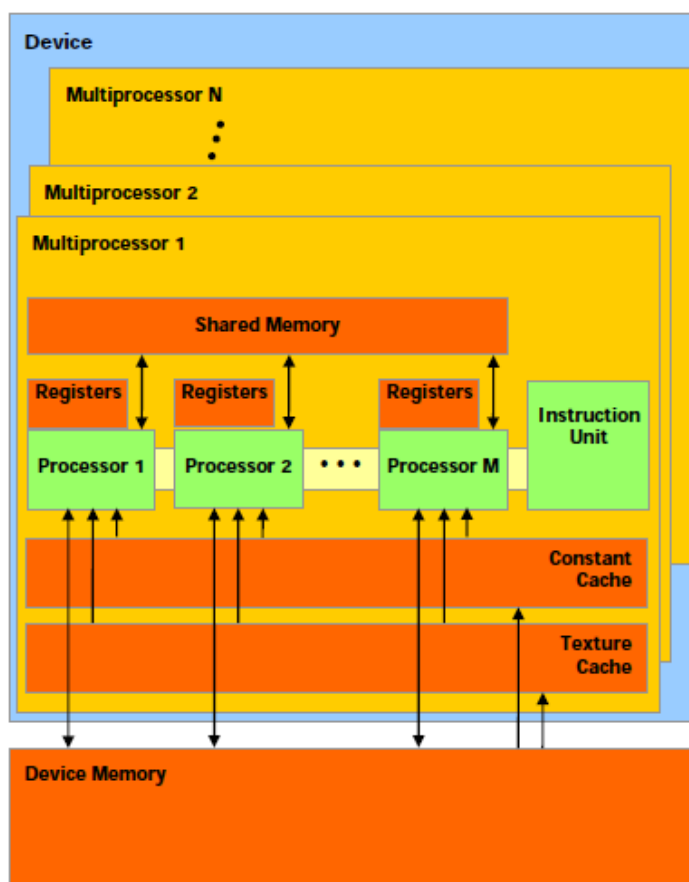 Device
Multiprocessor N
Multiprocessor 2
Multiprocessor 1
Shared Memory
Registers
Registers
Registers
Instruction
Unit
Processor 1
Processor 2
Processor M
Constant
Cache
Texture
Cache
Device Memory